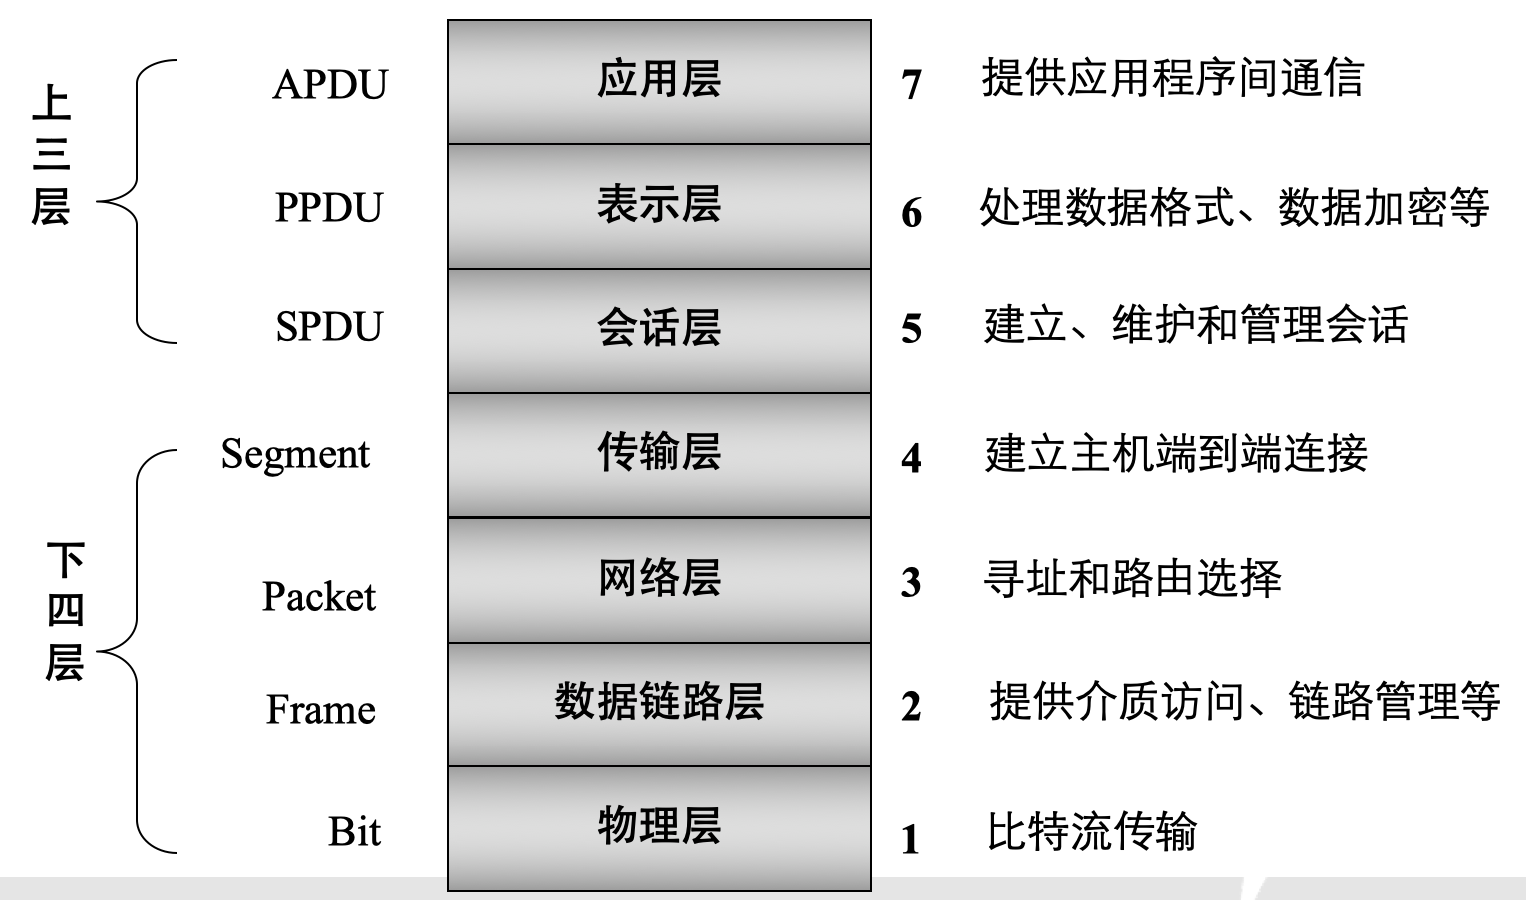 上三层
APDU 应用层 7 提供应用程序间通信
PPDU 表示层 6 处理数据格式、数据加密等
SPDU 会话层 5 建立、维护和管理会话
下四层
Segment 传输层 4 建立主机端到端连接
Packet 网络层 3 寻址和路由选择
Frame 数据链路层 2 提供介质访问、链路管理等
Bit 物理层 1 比特流传输